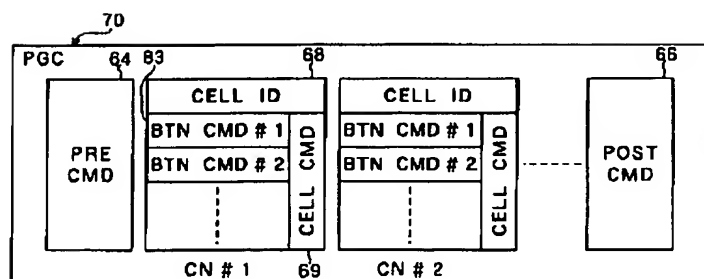 70
PGC
64
83
68
66
CELL ID
CELL ID
PRE
CMD
BTN CMD # 1
BTN CMD # 2
CELL CMD
BTN CMD # 1
BTN CMD # 2
CELL CMD
POST
CMD
CN # 1
69
CN # 2